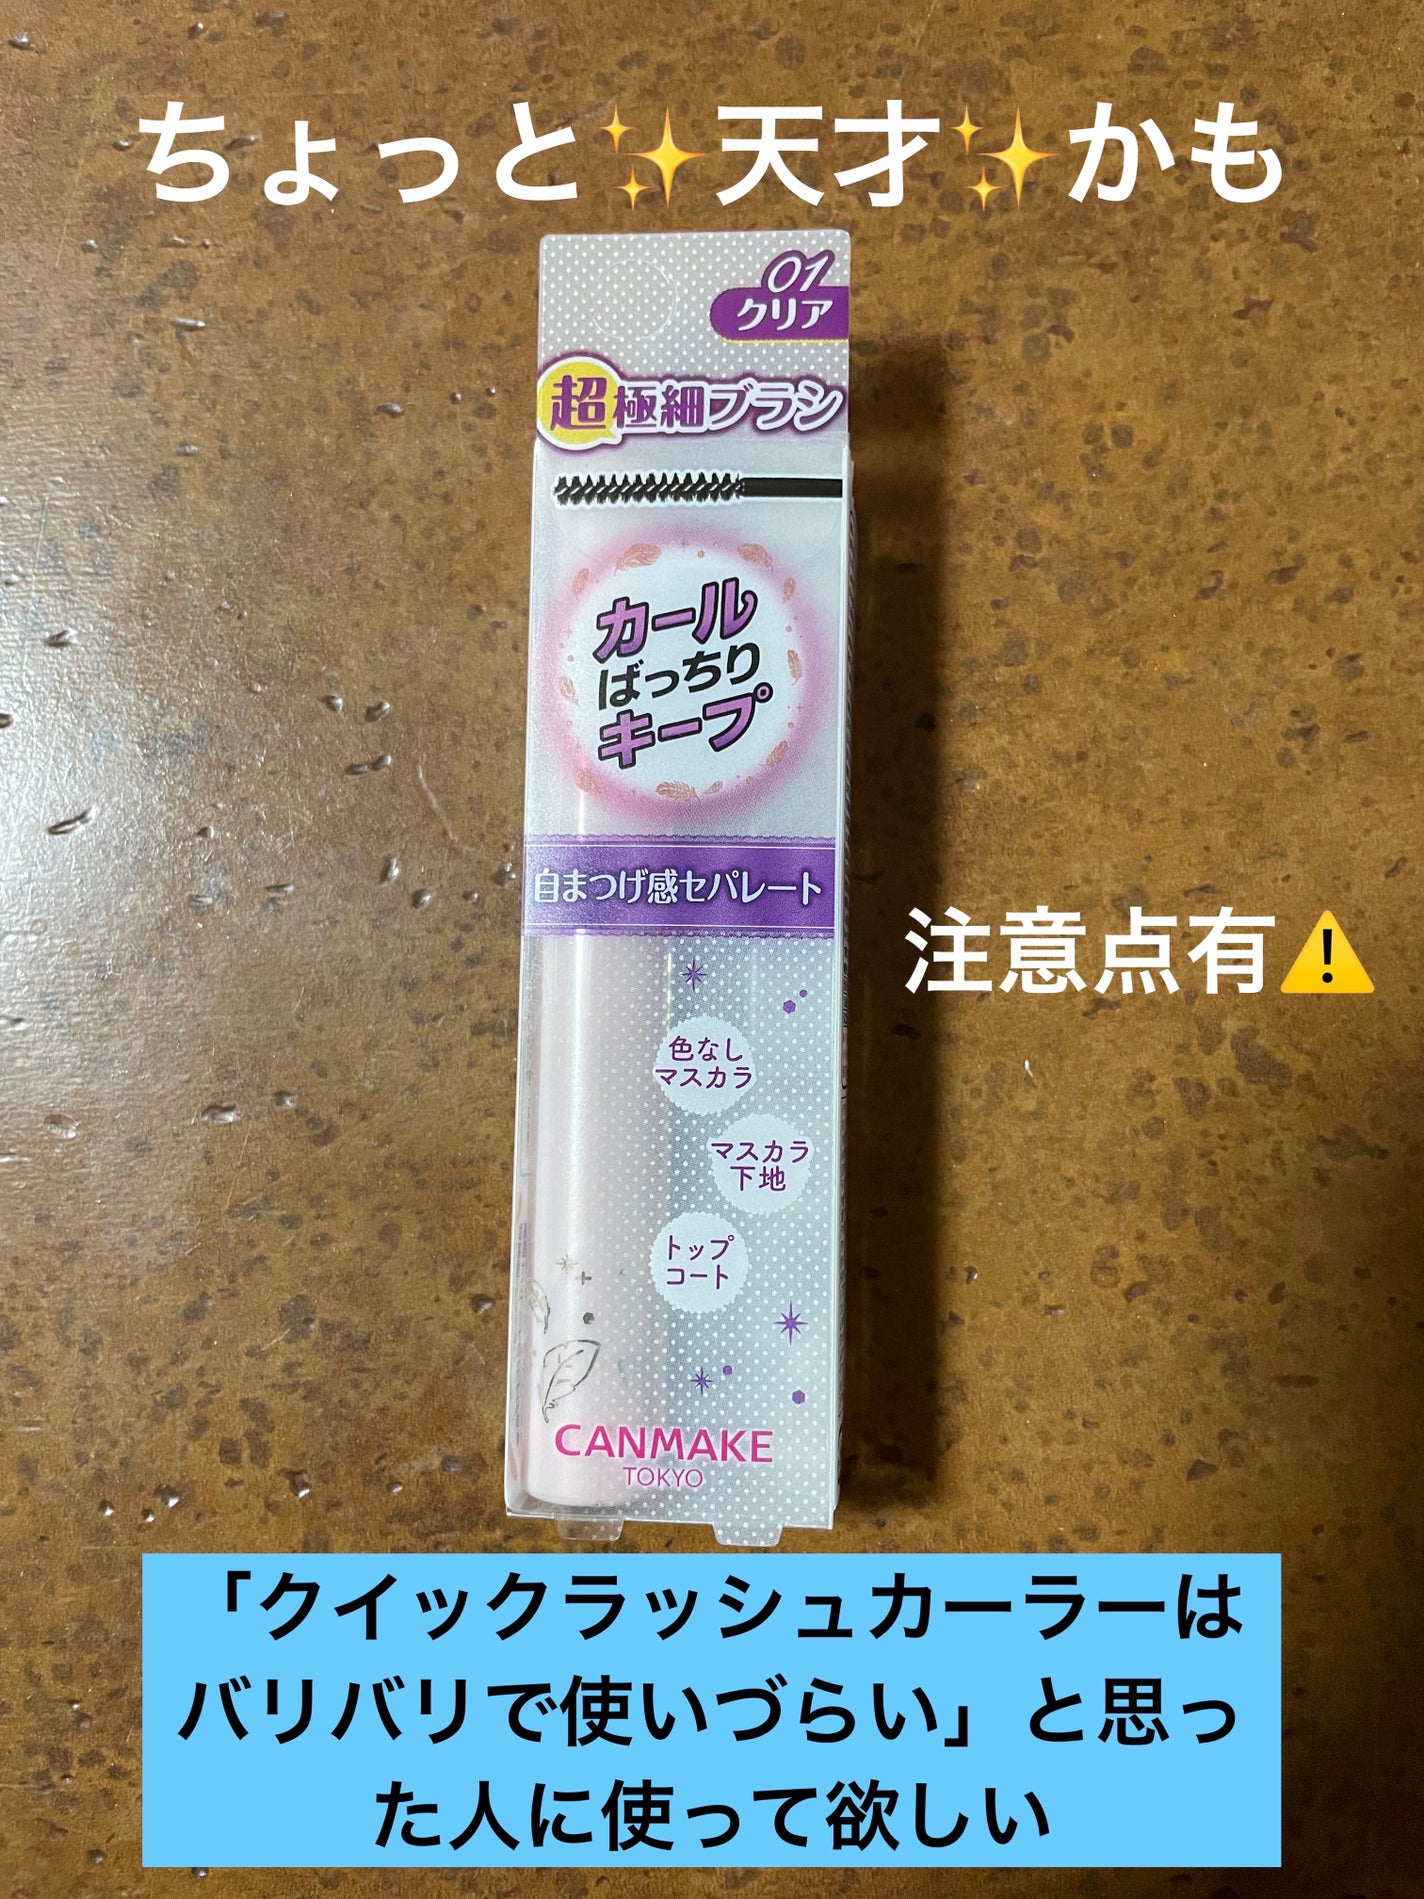 ちょっと✨天才✨かも
01
クリア
超極細ブラシ
カール
ばっちり
キープ
自まつげ感セパレート
注意点有⚠️
色なし
マスカラ
マスカラ
下地
トップ
コート
CANMAKE
TOKYO
「クイックラッシュカーラーは
バリバリで使いづらい」と思っ
た人に使って欲しい